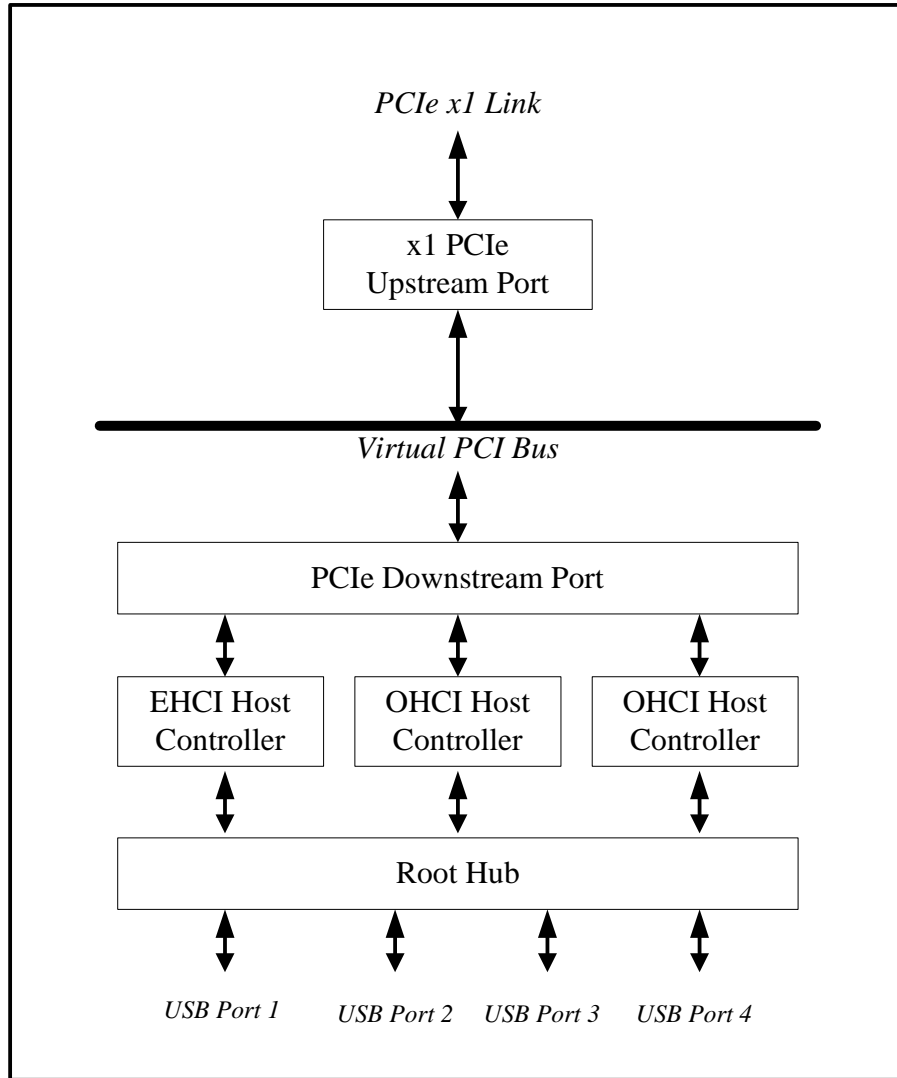 PCIe x1 Link
x1 PCIe
Upstream Port
Virtual PCI Bus
PCIe Downstream Port
EHCI Host
Controller
OHCI Host
Controller
OHCI Host
Controller
Root Hub
USB Port 1
USB Port 2
USB Port 3
USB Port 4